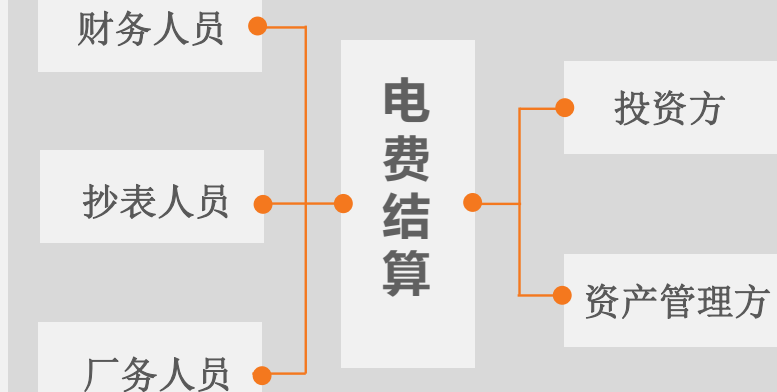 财务人员
抄表人员
厂务人员
电费结算
投资方
资产管理方